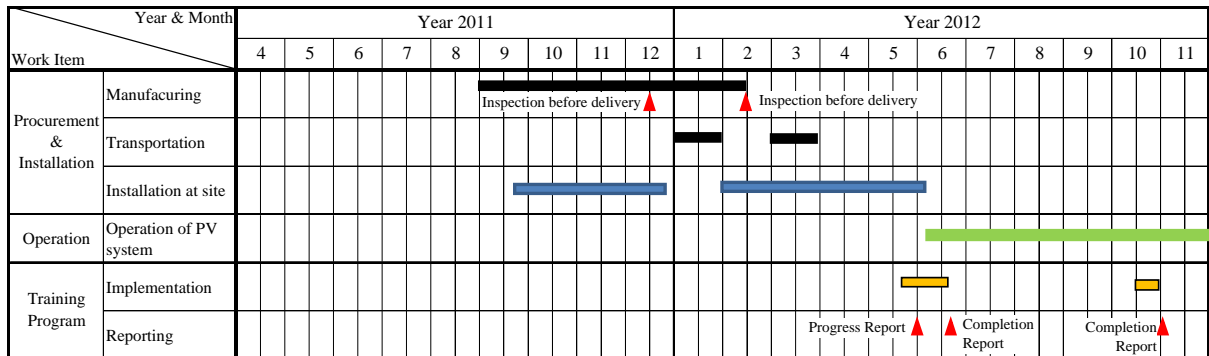 Year & Month
Work Item
Year 2011
Year 2012
4 5 6 7 8 9 10 11 12 1 2 3 4 5 6 7 8 9 10 11
Procurement
&
Installation
Manufacuring
Inspection before delivery
Inspection before delivery
Transportation
Installation at site
Operation
Operation of PV
system
Training
Program
Implementation
Reporting
Progress Report
Completion
Report
Completion
Report